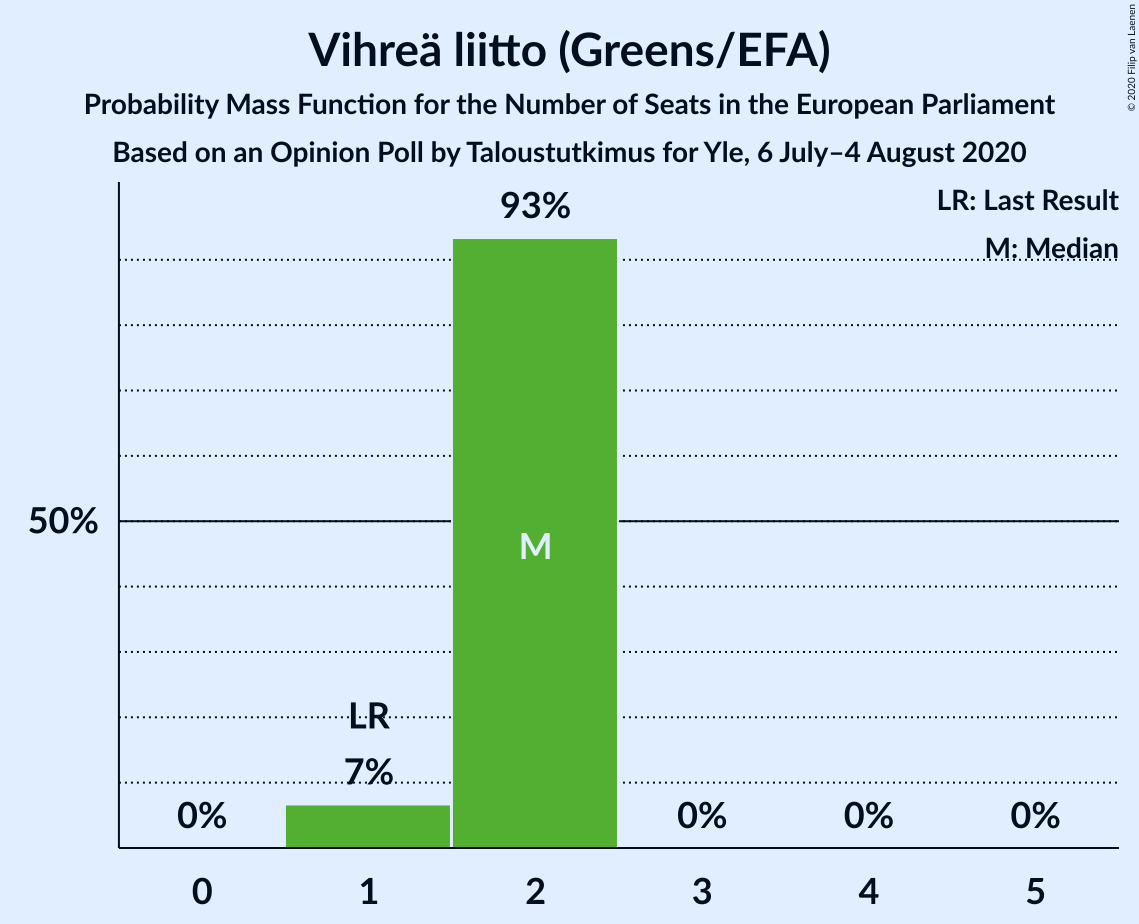 Vihreä liitto (Greens/EFA)
Probability Mass Function for the Number of Seats in the European Parliament
Based on an Opinion Poll by Taloustutkimus for Yle, 6 July–4 August 2020
© 2020 Filip van Laenen
LR: Last Result
M: Median
93%
50%
M
LR
7%
0%
0%
0%
0%
0 1 2 3 4 5